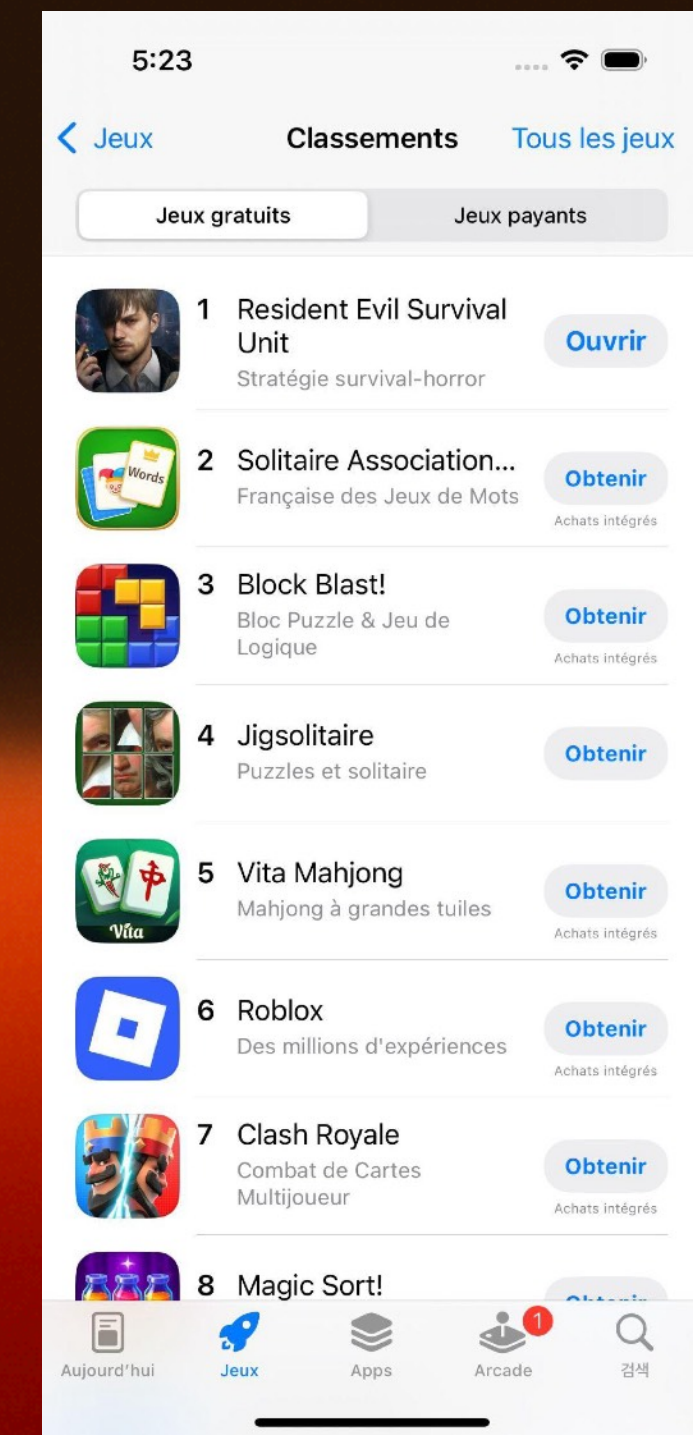 5:23
Jeux
Classements
Tous les jeux
Jeux gratuits
Jeux payants
1 Resident Evil Survival
Unit
Stratégie survival-horror
Ouvrir
Words
2 Solitaire Association...
Française des Jeux de Mots
Obtenir
Achats intégrés
3 Block Blast!
Bloc Puzzle & Jeu de
Logique
Obtenir
Achats intégrés
4 Jigsolitaire
Puzzles et solitaire
Obtenir
中
Vita
5 Vita Mahjong
Mahjong à grandes tuiles
Obtenir
Achats intégrés
6 Roblox
Des millions d'expériences
Obtenir
Achats intégrés
7 Clash Royale
Combat de Cartes
Multijoueur
Obtenir
Achats intégrés
8 Magic Sort!
1
Aujourd'hui
Jeux
Apps
Arcade
검색